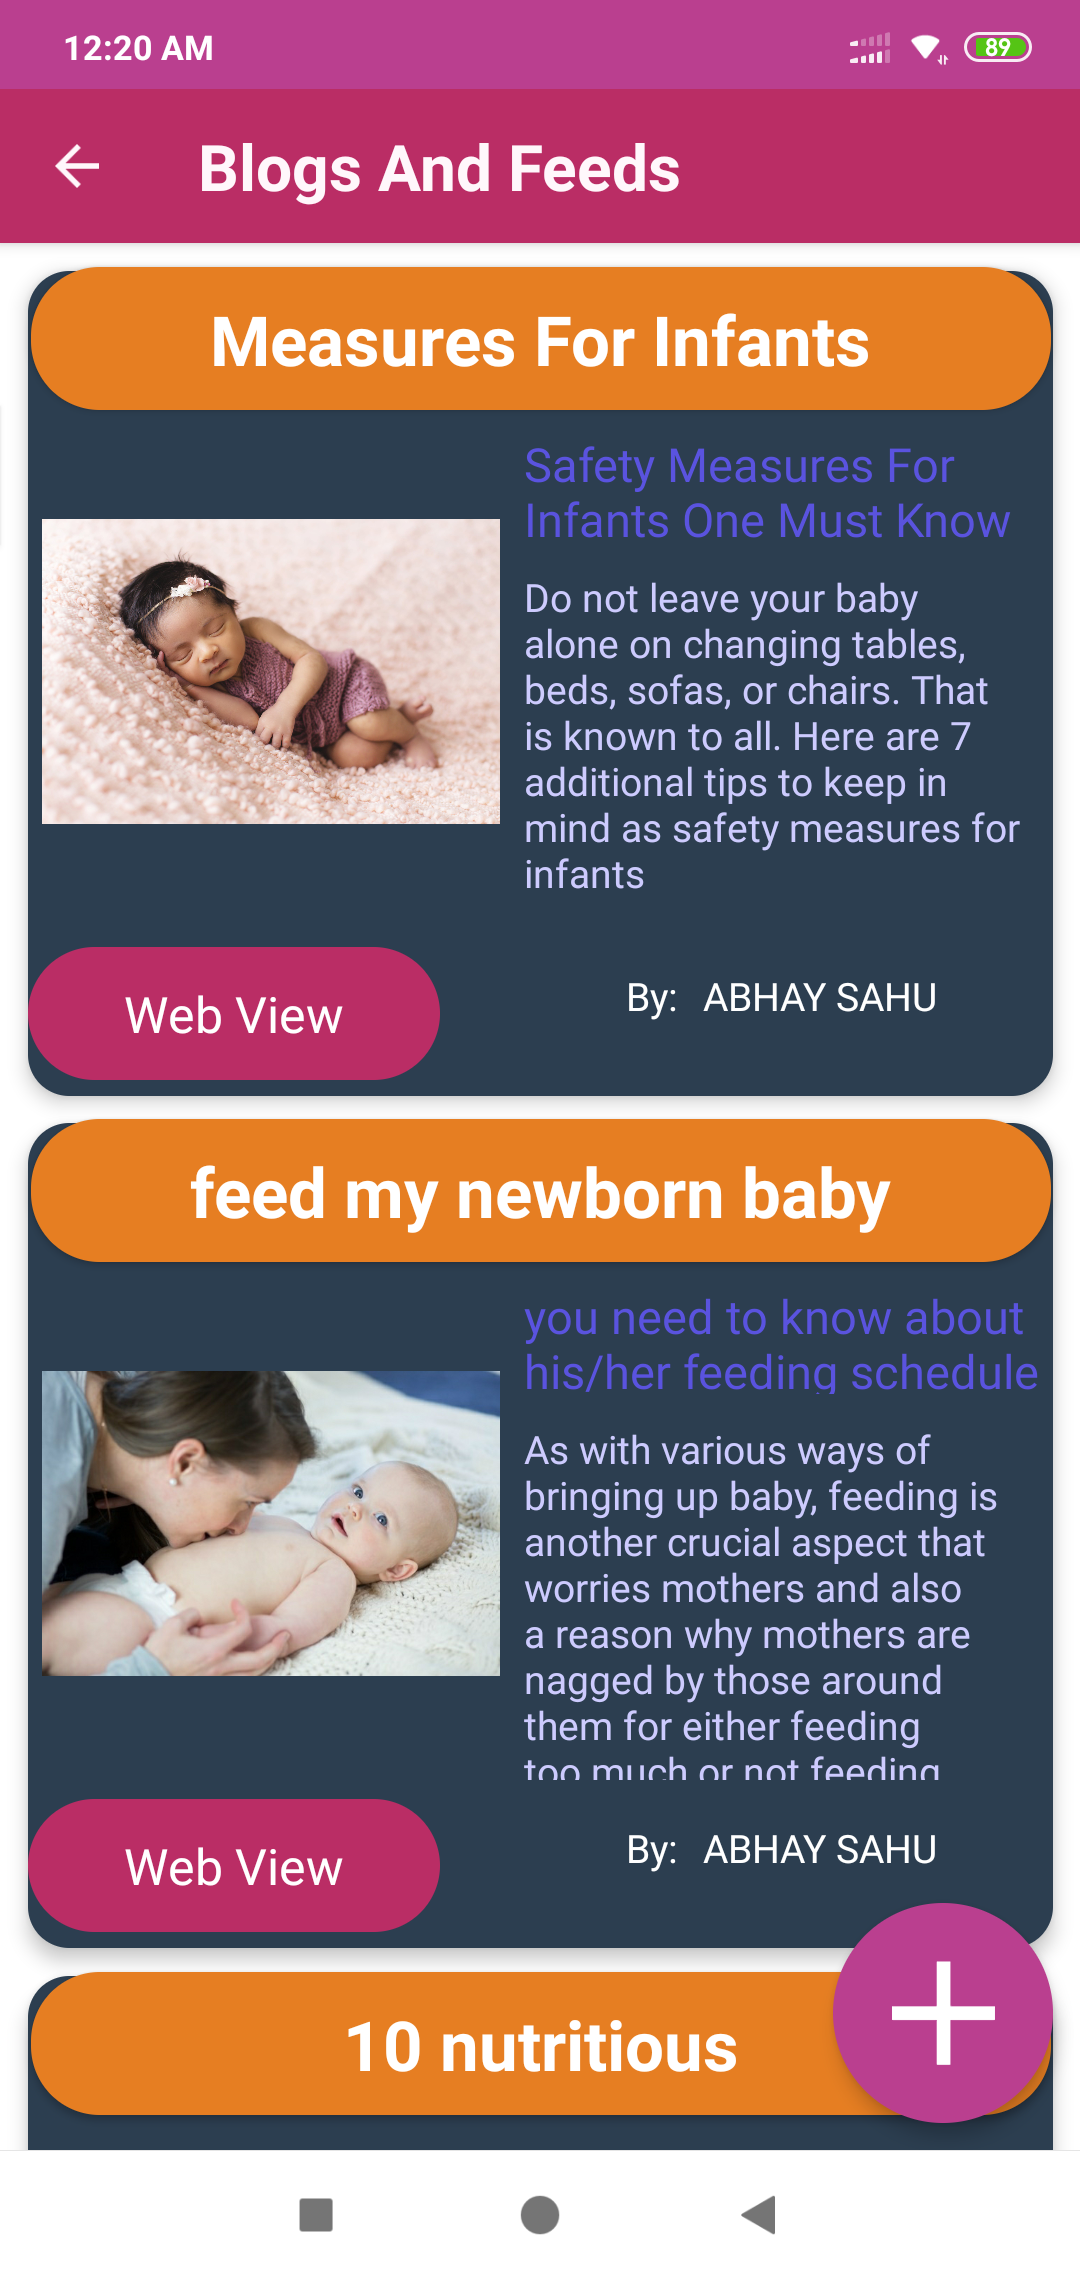 12:20 AM
89
Blogs And Feeds
Measures For Infants
Safety Measures For
Infants One Must Know
Do not leave your baby
alone on changing tables,
beds, sofas, or chairs. That
is known to all. Here are 7
additional tips to keep in
mind as safety measures for
infants
Web View
By: ABHAY SAHU
feed my newborn baby
you need to know about
his/her feeding schedule
As with various ways of
bringing up baby, feeding is
another crucial aspect that
worries mothers and also
a reason why mothers are
nagged by those around
them for either feeding
too much or not feeding
Web View
By: ABHAY SAHU
10 nutritious